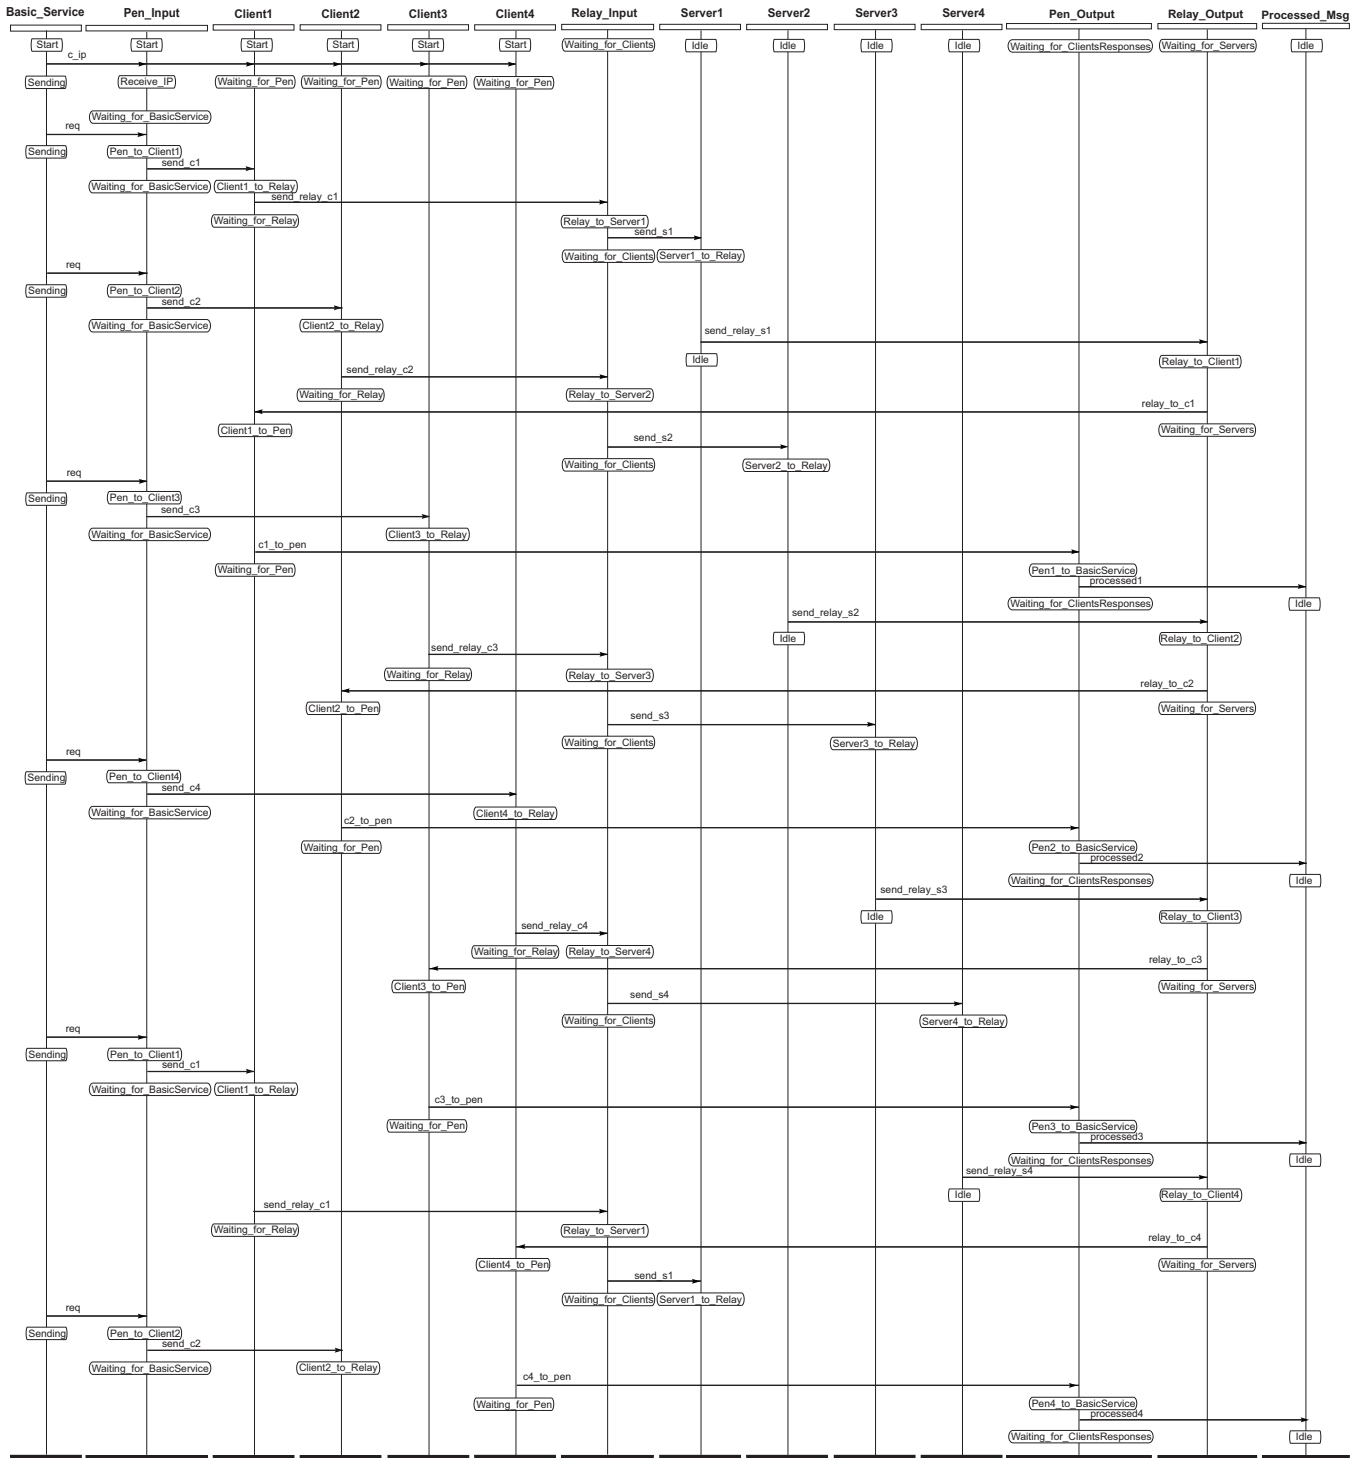 Basic_Service Pen_Input Client1 Client2 Client3 Client4 Relay_Input Server1 Server2 Server3 Server4 Pen_Output Relay_Output Processed_Msg
Start Start Start Start Start Start Waiting_for_Clients Idle Idle Idle Idle Waiting_for_ClientsResponses Waiting_for_Servers Idle
c_ip
Sending Receive_IP Waiting_for_Pen Waiting_for_Pen Waiting_for_Pen Waiting_for_Pen
Waiting_for_BasicService
req
Sending Pen_to_Client1
send_c1
Waiting_for_BasicService Client1_to_Relay
send_relay_c1
Waiting_for_Relay Relay_to_Server1
send_s1
Waiting_for_Clients Server1_to_Relay
req
Sending Pen_to_Client2
send_c2
Waiting_for_BasicService Client2_to_Relay
send_relay_s1
Idle Relay_to_Client1
send_relay_c2
Waiting_for_Relay Relay_to_Server2
relay_to_c1
Client1_to_Pen Waiting_for_Servers
send_s2
Waiting_for_Clients Server2_to_Relay
req
Sending Pen_to_Client3
send_c3
Waiting_for_BasicService Client3_to_Relay
c1_to_pen
Waiting_for_Pen Pen1_to_BasicService
processed1
Waiting_for_ClientsResponses Idle
send_relay_s2
Idle Relay_to_Client2
send_relay_c3
Waiting_for_Relay Relay_to_Server3
relay_to_c2
Client2_to_Pen Waiting_for_Servers
send_s3
Waiting_for_Clients Server3_to_Relay
req
Sending Pen_to_Client4
send_c4
Waiting_for_BasicService Client4_to_Relay
c2_to_pen
Waiting_for_Pen Pen2_to_BasicService
processed2
Waiting_for_ClientsResponses Idle
send_relay_s3
Idle Relay_to_Client3
send_relay_c4
Waiting_for_Relay Relay_to_Server4
relay_to_c3
Client3_to_Pen Waiting_for_Servers
send_s4
Waiting_for_Clients Server4_to_Relay
req
Sending Pen_to_Client1
send_c1
Waiting_for_BasicService Client1_to_Relay
c3_to_pen
Waiting_for_Pen Pen3_to_BasicService
processed3
Waiting_for_ClientsResponses Idle
send_relay_s4
Idle Relay_to_Client4
send_relay_c1
Waiting_for_Relay Relay_to_Server1
relay_to_c4
Client4_to_Pen Waiting_for_Servers
send_s1
Waiting_for_Clients Server1_to_Relay
req
Sending Pen_to_Client2
send_c2
Waiting_for_BasicService Client2_to_Relay
c4_to_pen
Waiting_for_Pen Pen4_to_BasicService
processed4
Waiting_for_ClientsResponses Idle